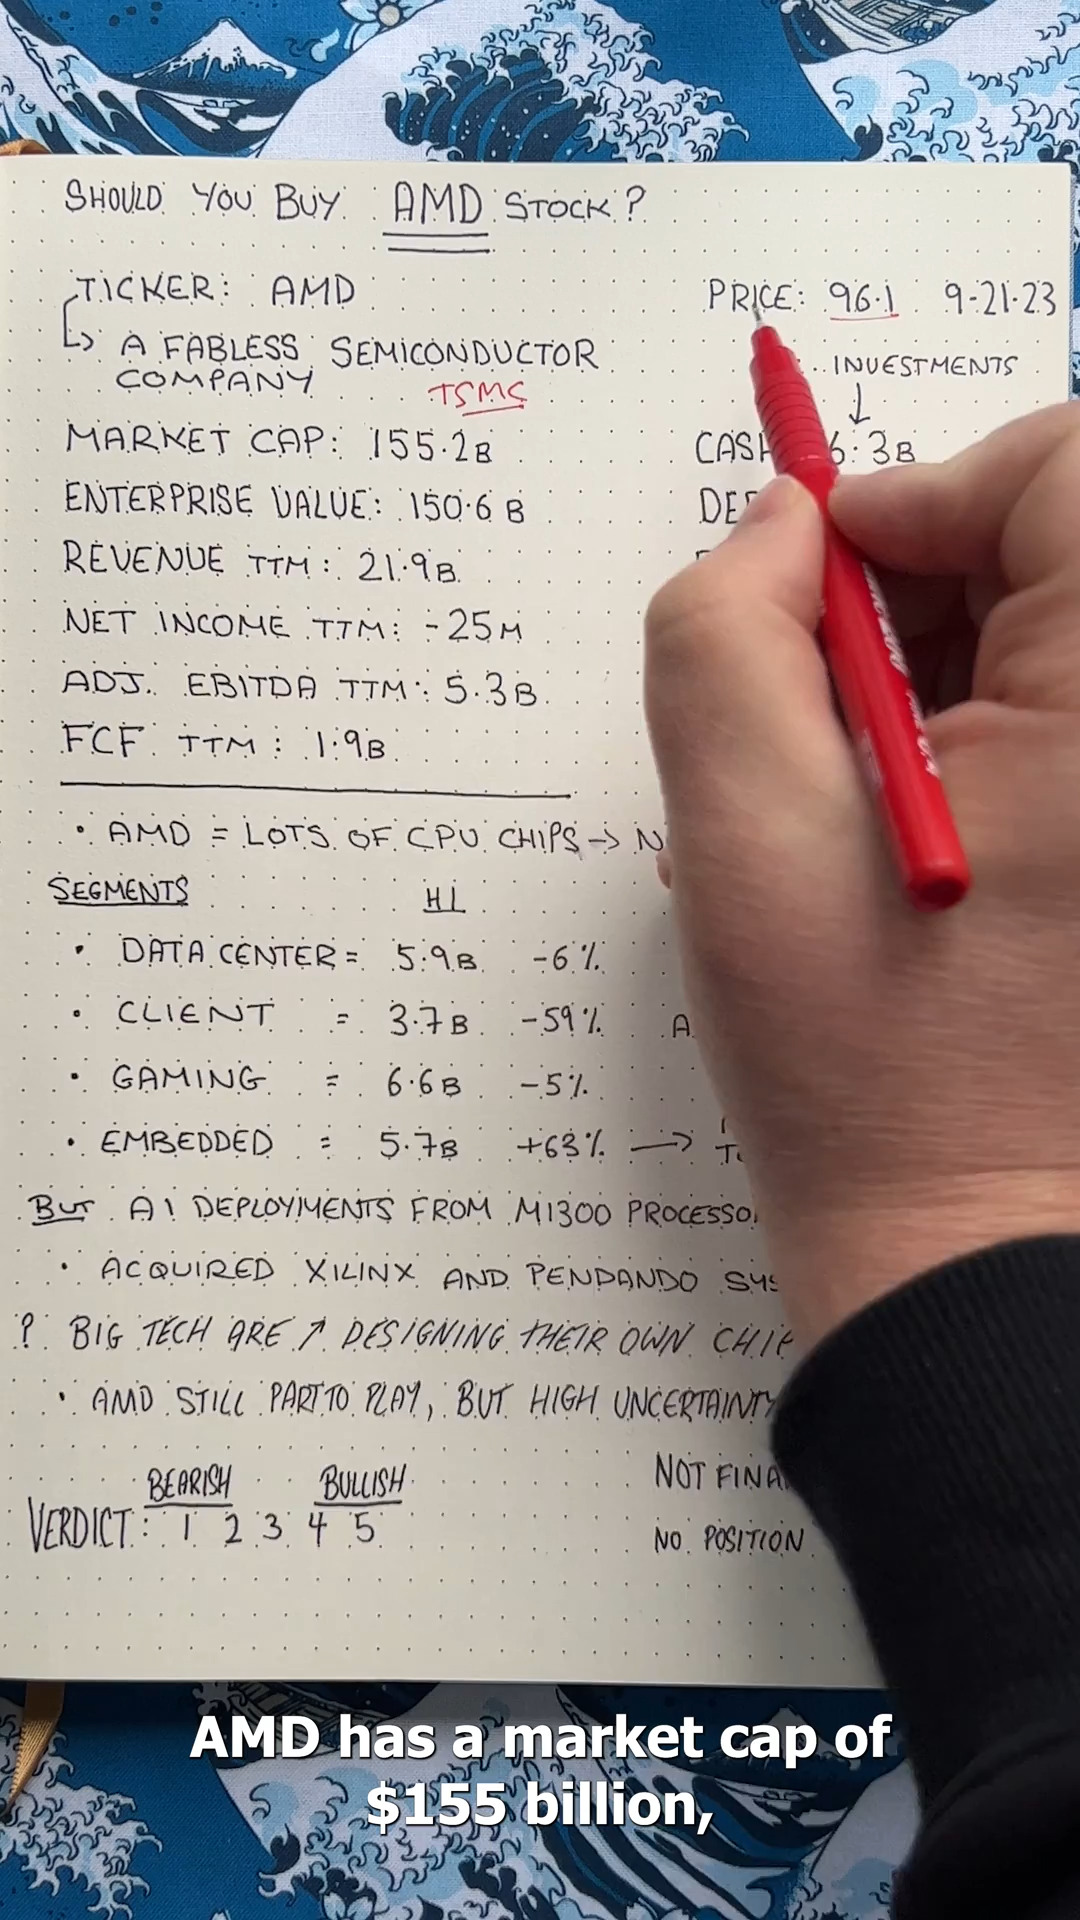 SHOULD YOU BUY AMD STOCK?
TICKER: AMD
PRICE: 96.1 9-21-23
A FABLESS SEMICONDUCTOR
COMPANY
TSMC
INVESTMENTS
MARKET CAP: 155.2B
CASH 6.3B
ENTERPRISE VALUE: 150.6B
REVENUE TTM: 21.9B
NET INCOME TTM: -25M
ADJ. EBITDA TTM: 5.3B
FCF TTM: 1.9B
• AMD = LOTS OF CPU CHIPS →
SEGMENTS H1
• DATA CENTER = 5.9B -6%
• CLIENT = 3.7B -59%
• GAMING = 6.6B -5%
• EMBEDDED = 5.7B +63% →
BUT AI DEPLOYMENTS FROM MI300
• ACQUIRED XILINX AND PENDANDO
? BIG TECH ARE ↗ DESIGNING THEIR OWN
• AMD STILL PART TO PLAY, BUT HIGH UNCERTAINTY
BEARISH BULLISH
VERDICT: 1 2 3 4 5
NOT
NO POSITION
AMD has a market cap of
$155 billion,